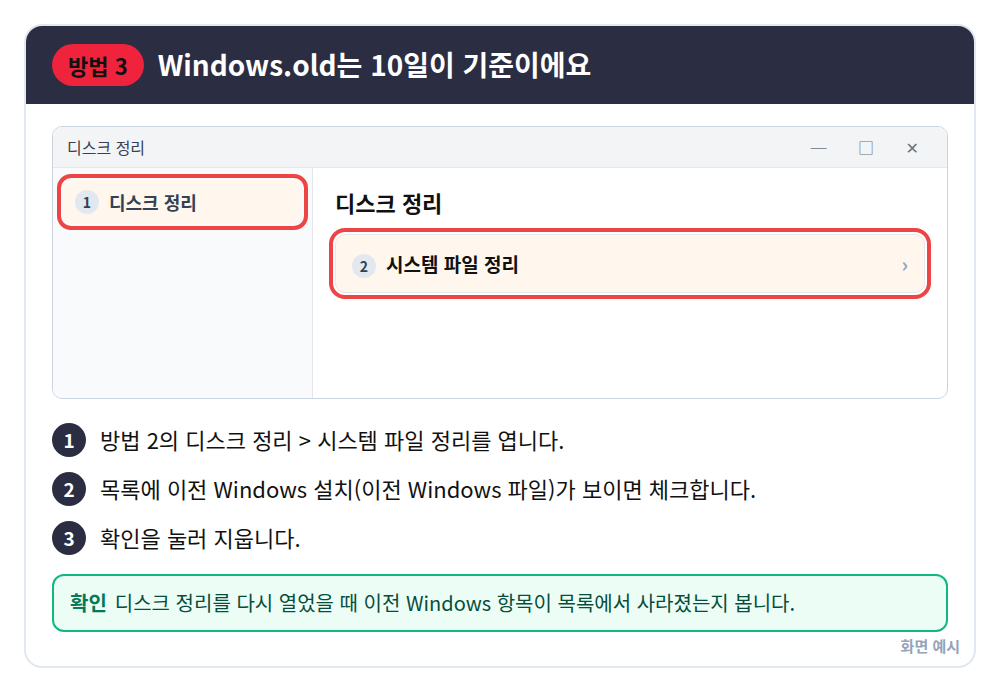 방법 3 Windows.old는 10일이 기준이에요
디스크 정리
1 디스크 정리
디스크 정리
2 시스템 파일 정리
1 방법 2의 디스크 정리 > 시스템 파일 정리를 엽니다.
2 목록에 이전 Windows 설치(이전 Windows 파일)가 보이면 체크합니다.
3 확인을 눌러 지웁니다.
확인 디스크 정리를 다시 열었을 때 이전 Windows 항목이 목록에서 사라졌는지 봅니다.
화면 예시